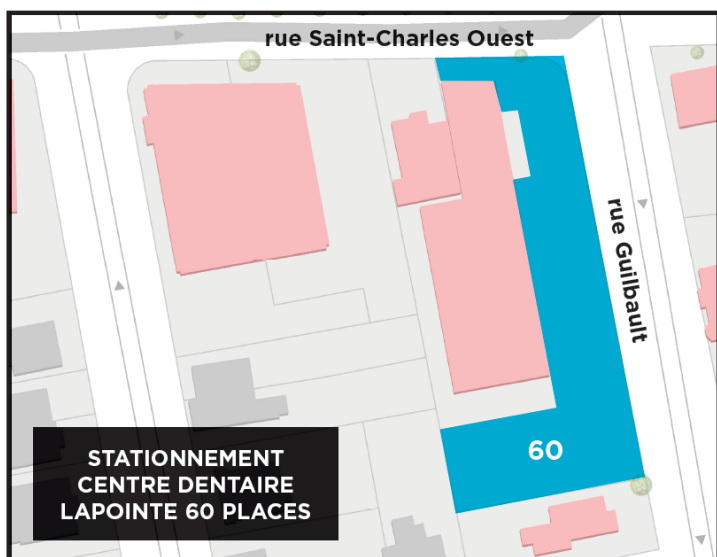 rue Saint-Charles Ouest
rue Guilbault
60
STATIONNEMENT
CENTRE DENTAIRE
LAPOINTE 60 PLACES